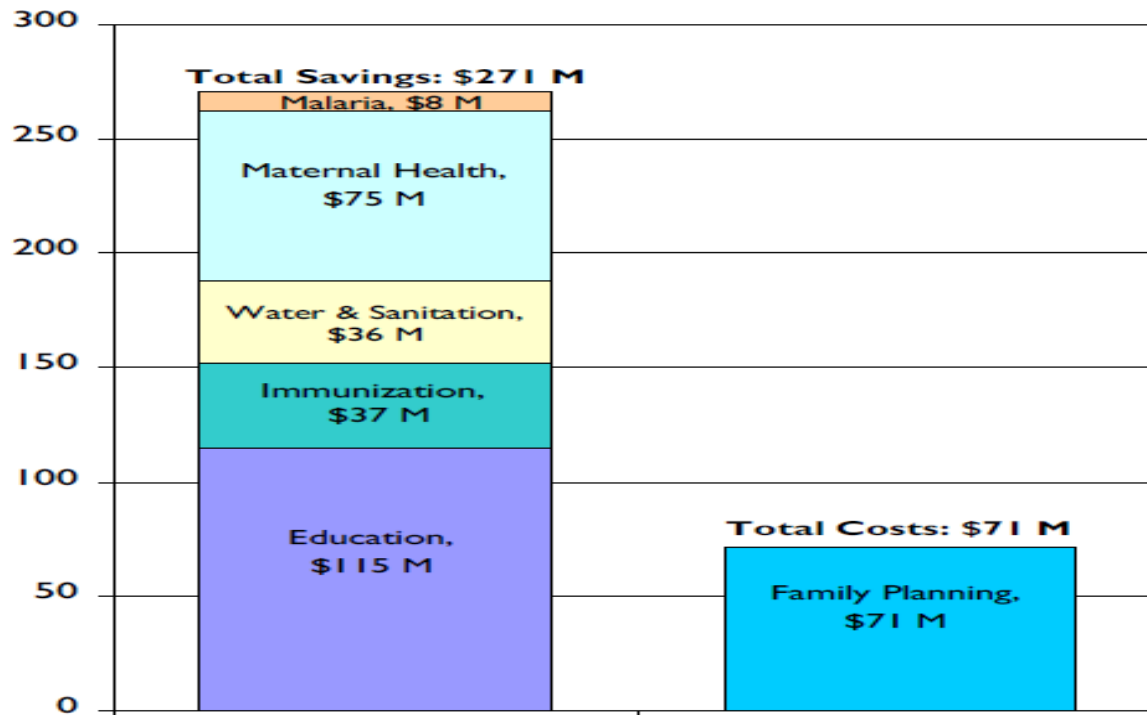 300
Total Savings: $271 M
Malaria, $8 M
250
Maternal Health,
$75 M
200
Water & Sanitation,
$36 M
150
Immunization,
$37 M
100
Education,
$115 M
Total Costs: $71 M
50
Family Planning,
$71 M
0